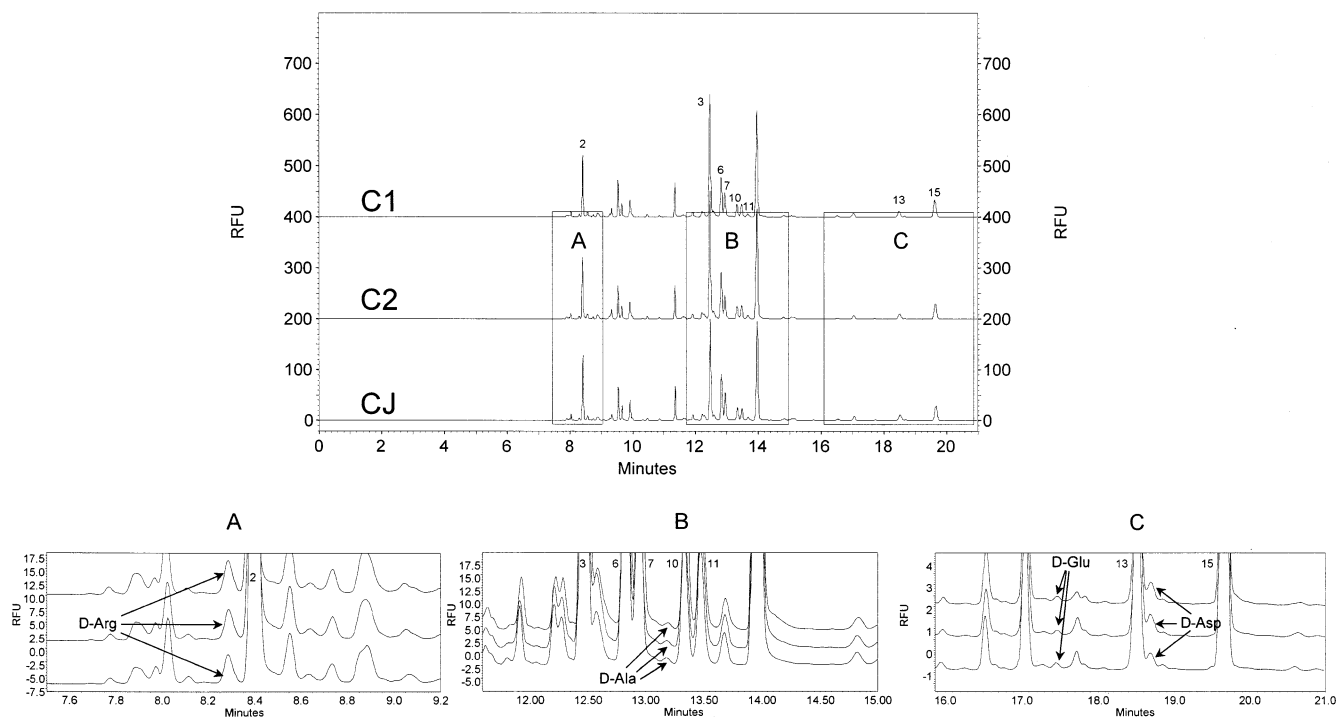 700 700
600 600
500 500
400 400
300 300
200 200
100 100
0 0
RFU RFU
3
2
6
7
10
11
13
15
C1
A B C
C2
CJ
0 2 4 6 8 10 12 14 16 18 20
Minutes
A B C
17.5
15.0
12.5
10.0
7.5
5.0
2.5
0.0
-2.5
-5.0
-7.5
RFU
D-Arg
2
7.6 7.8 8.0 8.2 8.4 8.6 8.8 9.0 9.2
Minutes
17.5
15.0
12.5
10.0
7.5
5.0
2.5
0.0
-2.5
-5.0
RFU
3 6 7 10 11
D-Ala
12.00 12.50 13.00 13.50 14.00 14.50 15.00
Minutes
4
3
2
1
0
-1
RFU
D-Glu 13 15
D-Asp
16.0 17.0 18.0 19.0 20.0 21.0
Minutes